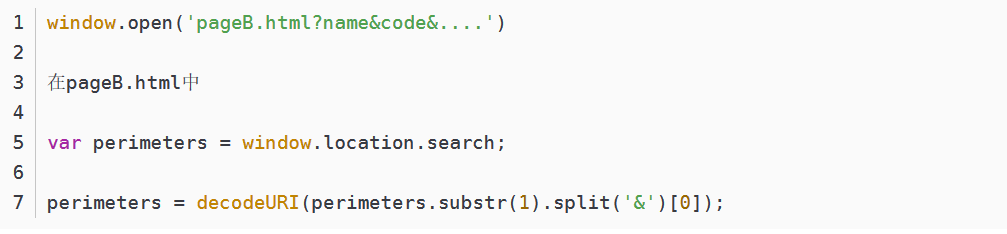 1 window.open('pageB.html?name&code&....')
2
3 在pageB.html中
4
5 var perimeters = window.location.search;
6
7 perimeters = decodeURI(perimeters.substr(1).split('&')[0]);